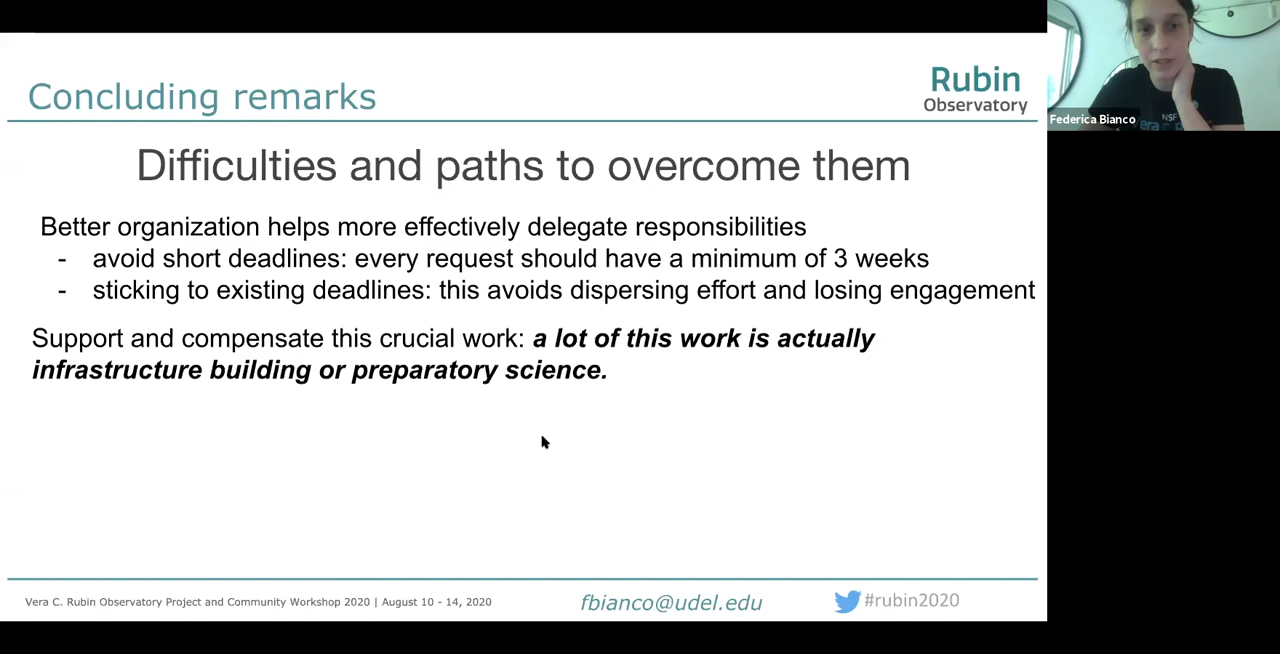 Concluding remarks
Rubin
Observatory
Difficulties and paths to overcome them
Better organization helps more effectively delegate responsibilities
- avoid short deadlines: every request should have a minimum of 3 weeks
- sticking to existing deadlines: this avoids dispersing effort and losing engagement
Support and compensate this crucial work: a lot of this work is actually
infrastructure building or preparatory science.
Vera C. Rubin Observatory Project and Community Workshop 2020 | August 10 - 14, 2020
fbianco@udel.edu
#rubin2020
NSF
Federica Bianco